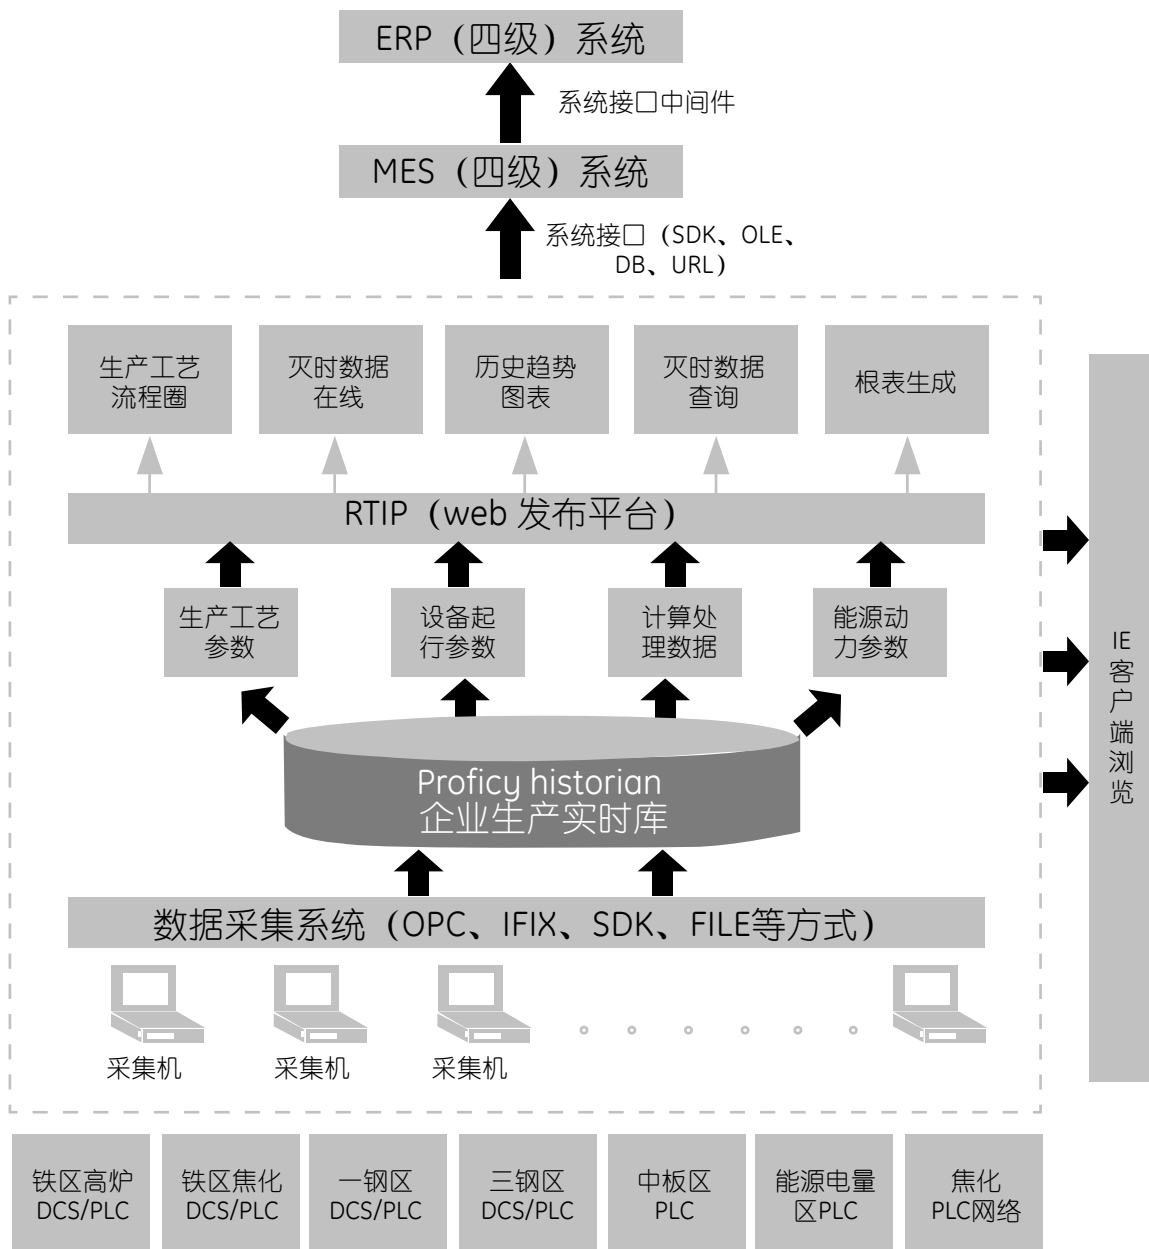 ERP（四级）系统
系统接口中间件
MES（四级）系统
系统接口（SDK、OLE、
DB、URL）
生产工艺
流程圈
灭时数据
在线
历史趋势
图表
灭时数据
查询
根表生成
RTIP（web 发布平台）
生产工艺
参数
设备起
行参数
计算处
理数据
能源动
力参数
IE
客
户
端
浏
览
Proficy historian
企业生产实时库
数据采集系统（OPC、IFIX、SDK、FILE等方式）
采集机
采集机
采集机
铁区高炉
DCS/PLC
铁区焦化
DCS/PLC
一钢区
DCS/PLC
三钢区
DCS/PLC
中板区
PLC
能源电量
区PLC
焦化
PLC网络